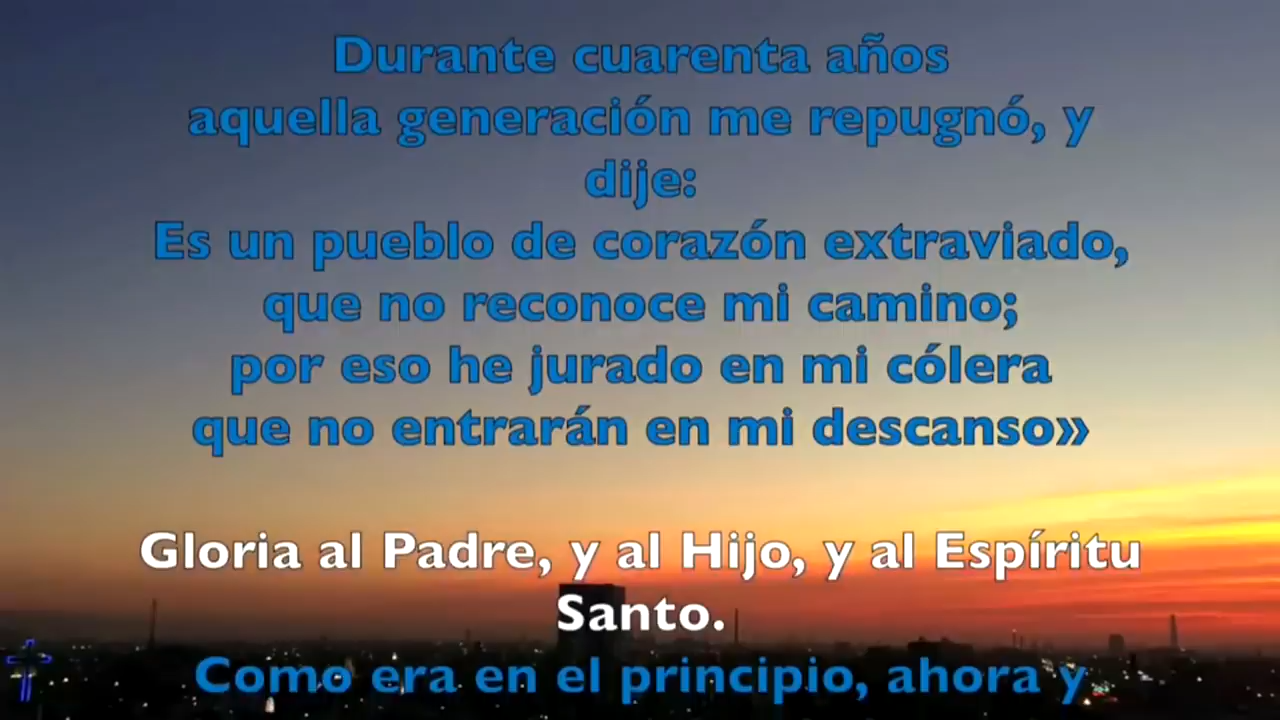 Durante cuarenta años
aquella generación me repugnó, y
dije:
Es un pueblo de corazón extraviado,
que no reconoce mi camino;
por eso he jurado en mi cólera
que no entrarán en mi descanso»
Gloria al Padre, y al Hijo, y al Espíritu
Santo.
Como era en el principio, ahora y